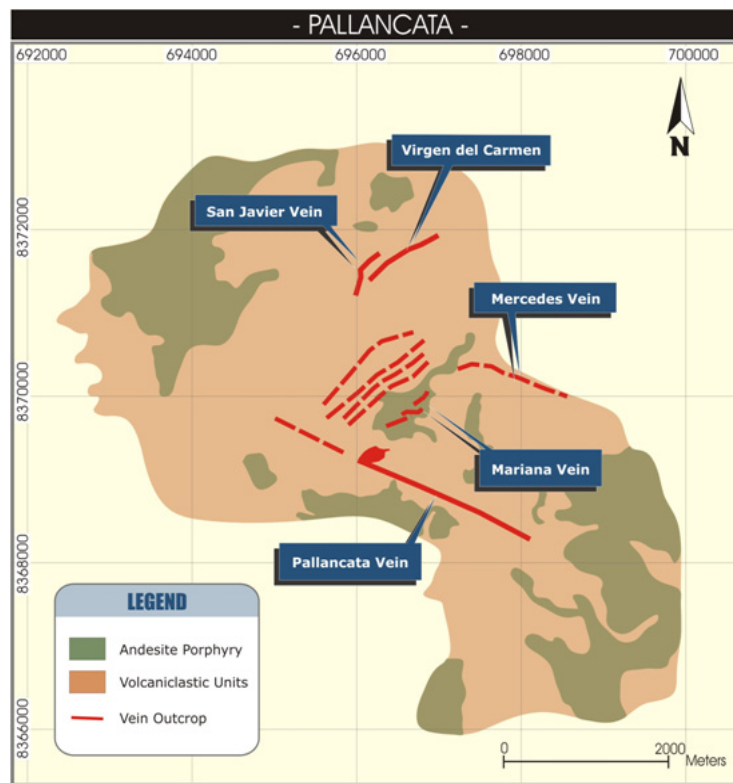 - PALLANCATA -
692000 694000 696000 698000 700000
N
Virgen del Carmen
San Javier Vein
8372000
Mercedes Vein
8370000
Mariana Vein
Pallancata Vein
8368000
LEGEND
Andesite Porphyry
Volcaniclastic Units
Vein Outcrop
8366000
0 2000
Meters